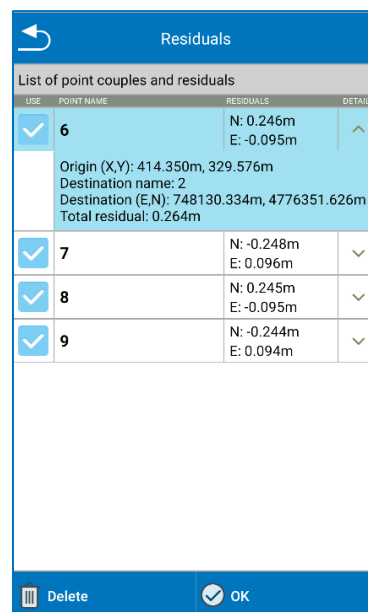 Residuals
List of point couples and residuals
USE POINT NAME RESIDUALS DETAIL
6 N: 0.246m
E: -0.095m
Origin (X,Y): 414.350m, 329.576m
Destination name: 2
Destination (E,N): 748130.334m, 4776351.626m
Total residual: 0.264m
7 N: -0.248m
E: 0.096m
8 N: 0.245m
E: -0.095m
9 N: -0.244m
E: 0.094m
Delete OK